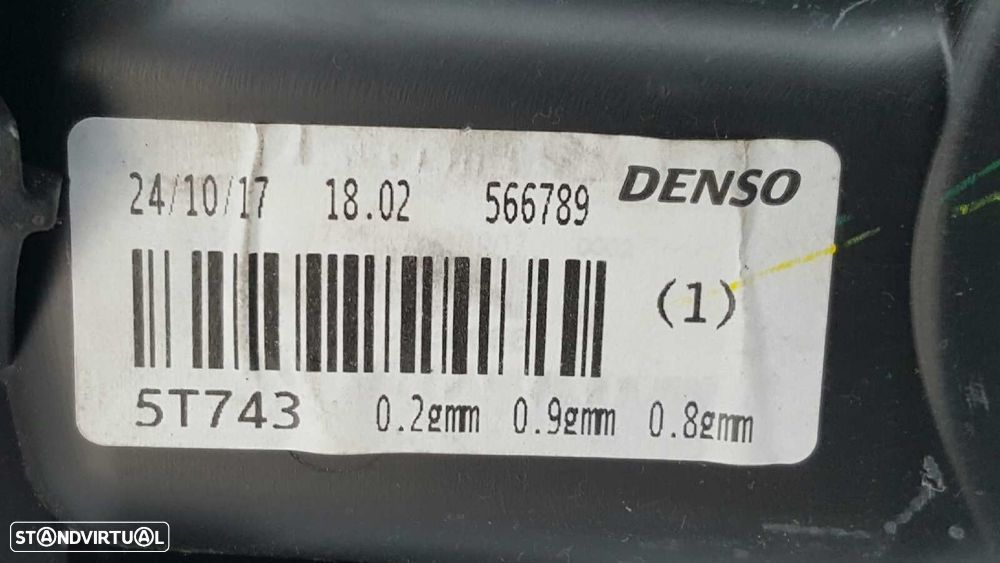 24/10/17 18.02 566789 DENSO
(1)
5T743 0.2gmm 0.9gmm 0.8gmm
STANDVIRTUAL